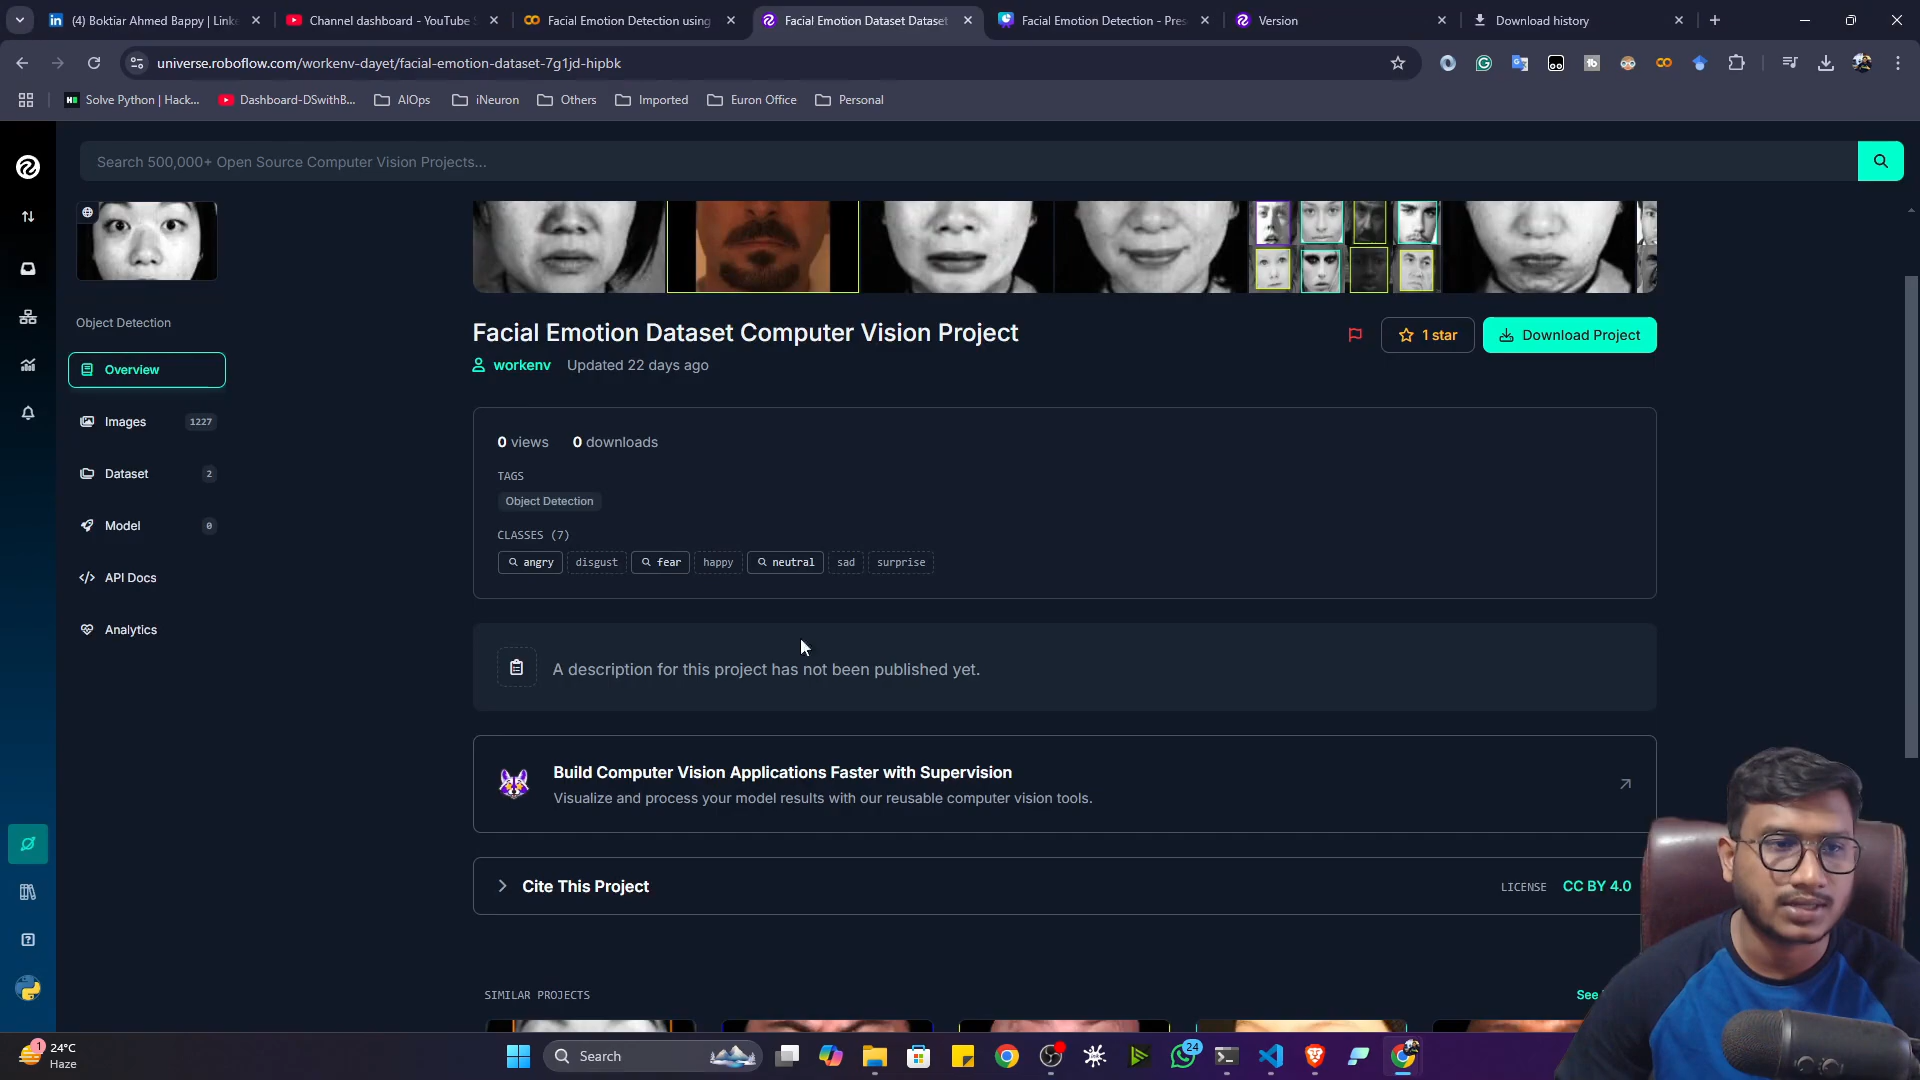 (4) Boktiar Ahmed Bappy | Link
Channel dashboard - YouTube S
Facial Emotion Detection using
Facial Emotion Dataset Dataset
Facial Emotion Detection - Pres
Version
Download history
universe.roboflow.com/workenv-dayet/facial-emotion-dataset-7g1jd-hipbk
Solve Python | Hack...
Dashboard-DSwithB...
AIOps
iNeuron
Others
Imported
Euron Office
Personal
Search 500,000+ Open Source Computer Vision Projects...
Object Detection
Overview
Images 1227
Dataset 2
Model 0
API Docs
Analytics
Facial Emotion Dataset Computer Vision Project
1 star
Download Project
workenv Updated 22 days ago
0 views 0 downloads
TAGS
Object Detection
CLASSES (7)
angry disgust fear happy neutral sad surprise
A description for this project has not been published yet.
Build Computer Vision Applications Faster with Supervision
Visualize and process your model results with our reusable computer vision tools.
Cite This Project
LICENSE CC BY 4.0
SIMILAR PROJECTS
See
1
24°C
Haze
Search
24